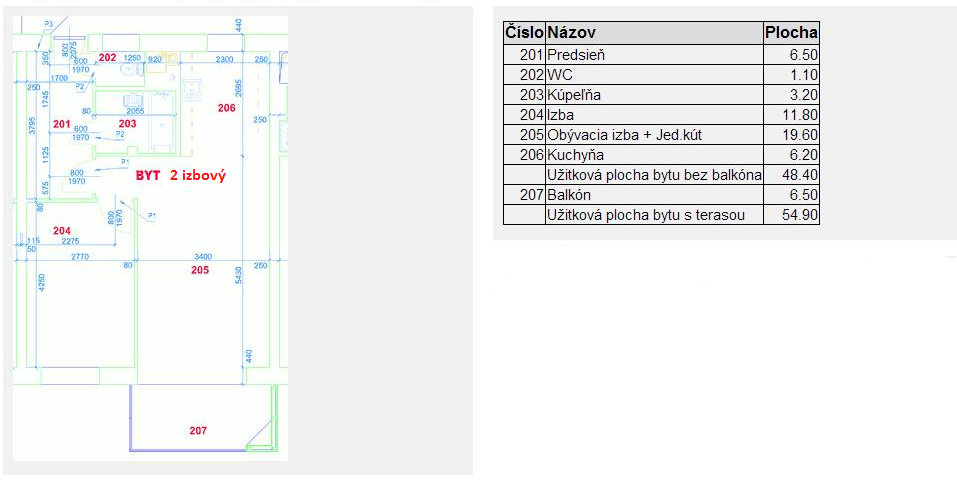 P3
440
800
2075
202
350
600
1970
1250
920
2300
1700
P2
250
2695
1745
80
2055
206
3795
201
600
203
250
1970
P2
1125
P1
800
BYT 2 izbový
1970
575
80
800
1970
P1
204
115
2275
50
2770
80
3400
250
205
4250
5430
440
207
Číslo Názov Plocha
201 Predsieň 6.50
202 WC 1.10
203 Kúpeľňa 3.20
204 Izba 11.80
205 Obývacia izba + Jed.kút 19.60
206 Kuchyňa 6.20
Užitková plocha bytu bez balkóna 48.40
207 Balkón 6.50
Užitková plocha bytu s terasou 54.90